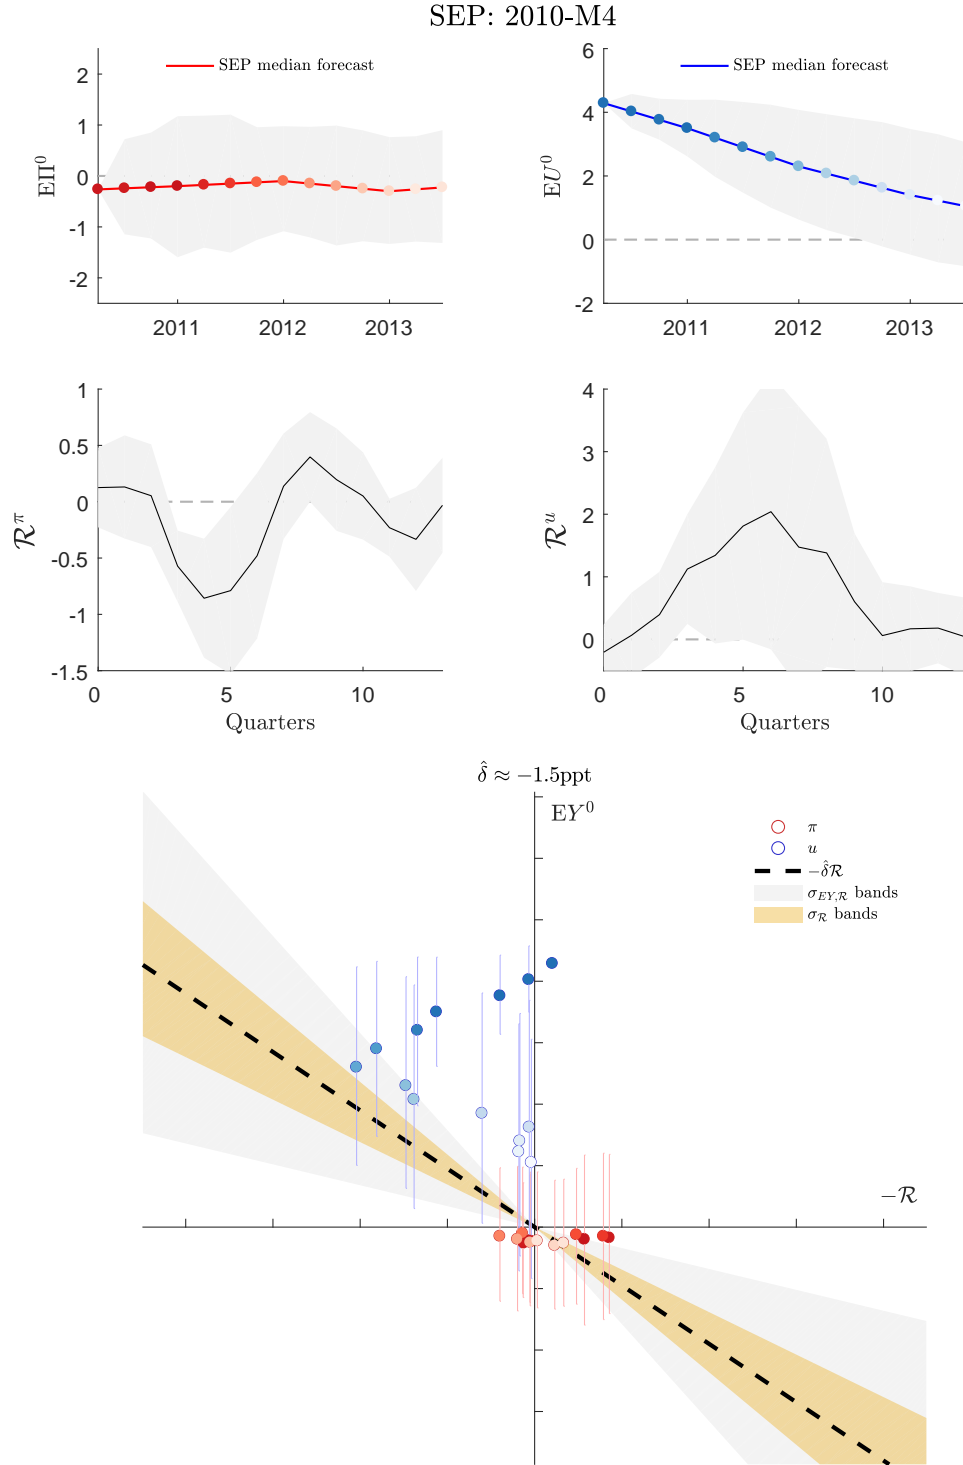 SEP: 2010-M4
2
1
0
-1
-2
EΠ⁰
SEP median forecast
2011
2012
2013
6
4
2
0
-2
EU⁰
SEP median forecast
2011
2012
2013
1
0.5
0
-0.5
-1
-1.5
ℛ^π
0
5
10
Quarters
4
3
2
1
0
ℛ^u
0
5
10
Quarters
δ̂ ≈ −1.5ppt
EY⁰
π
u
−δ̂ℛ
σ_{EY,ℛ} bands
σ_ℛ bands
−ℛ